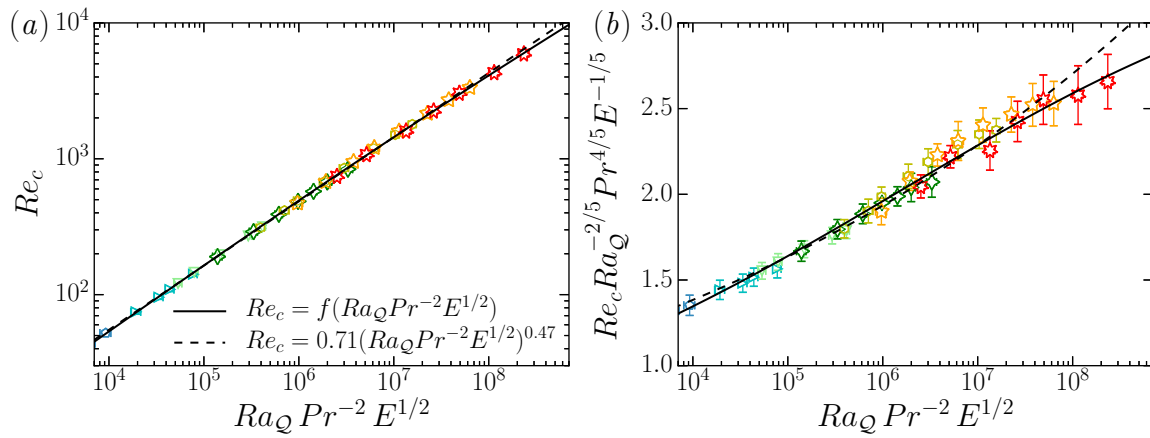 (a)
10^4
10^3
10^2
Re_c
Re_c = f(Ra_Q Pr^{-2} E^{1/2})
Re_c = 0.71(Ra_Q Pr^{-2} E^{1/2})^{0.47}
10^4 10^5 10^6 10^7 10^8
Ra_Q Pr^{-2} E^{1/2}
(b)
3.0
2.5
2.0
1.5
1.0
Re_c Ra_Q^{-2/5} Pr^{4/5} E^{-1/5}
10^4 10^5 10^6 10^7 10^8
Ra_Q Pr^{-2} E^{1/2}